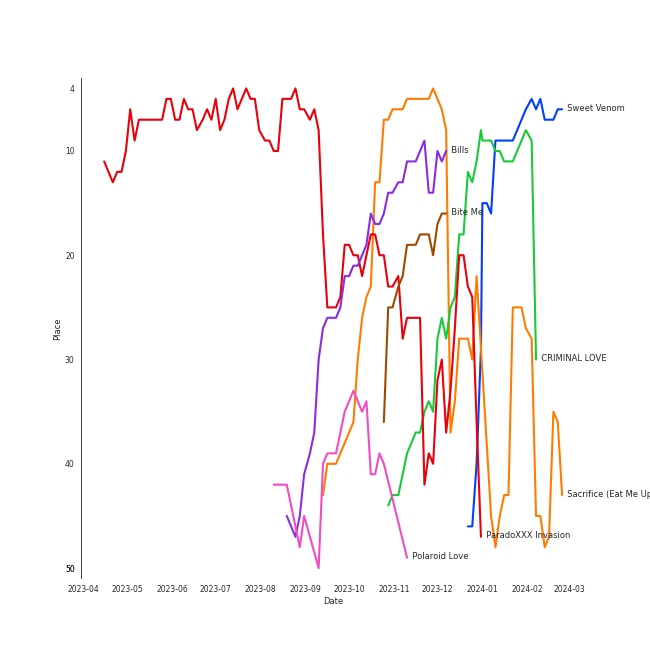 4
Sweet Venom
10
Bills
Bite Me
20
Place
30
CRIMINAL LOVE
40
Sacrifice (Eat Me Up
ParadoXXX Invasion
Polaroid Love
50
2023-04 2023-05 2023-06 2023-07 2023-08 2023-09 2023-10 2023-11 2023-12 2024-01 2024-02 2024-03
Date